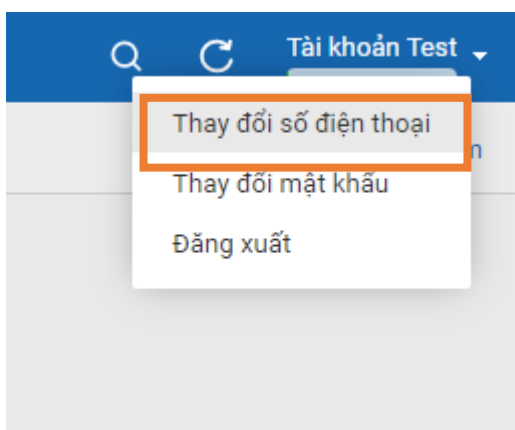 Tài khoản Test
Thay đổi số điện thoại
Thay đổi mật khẩu
Đăng xuất